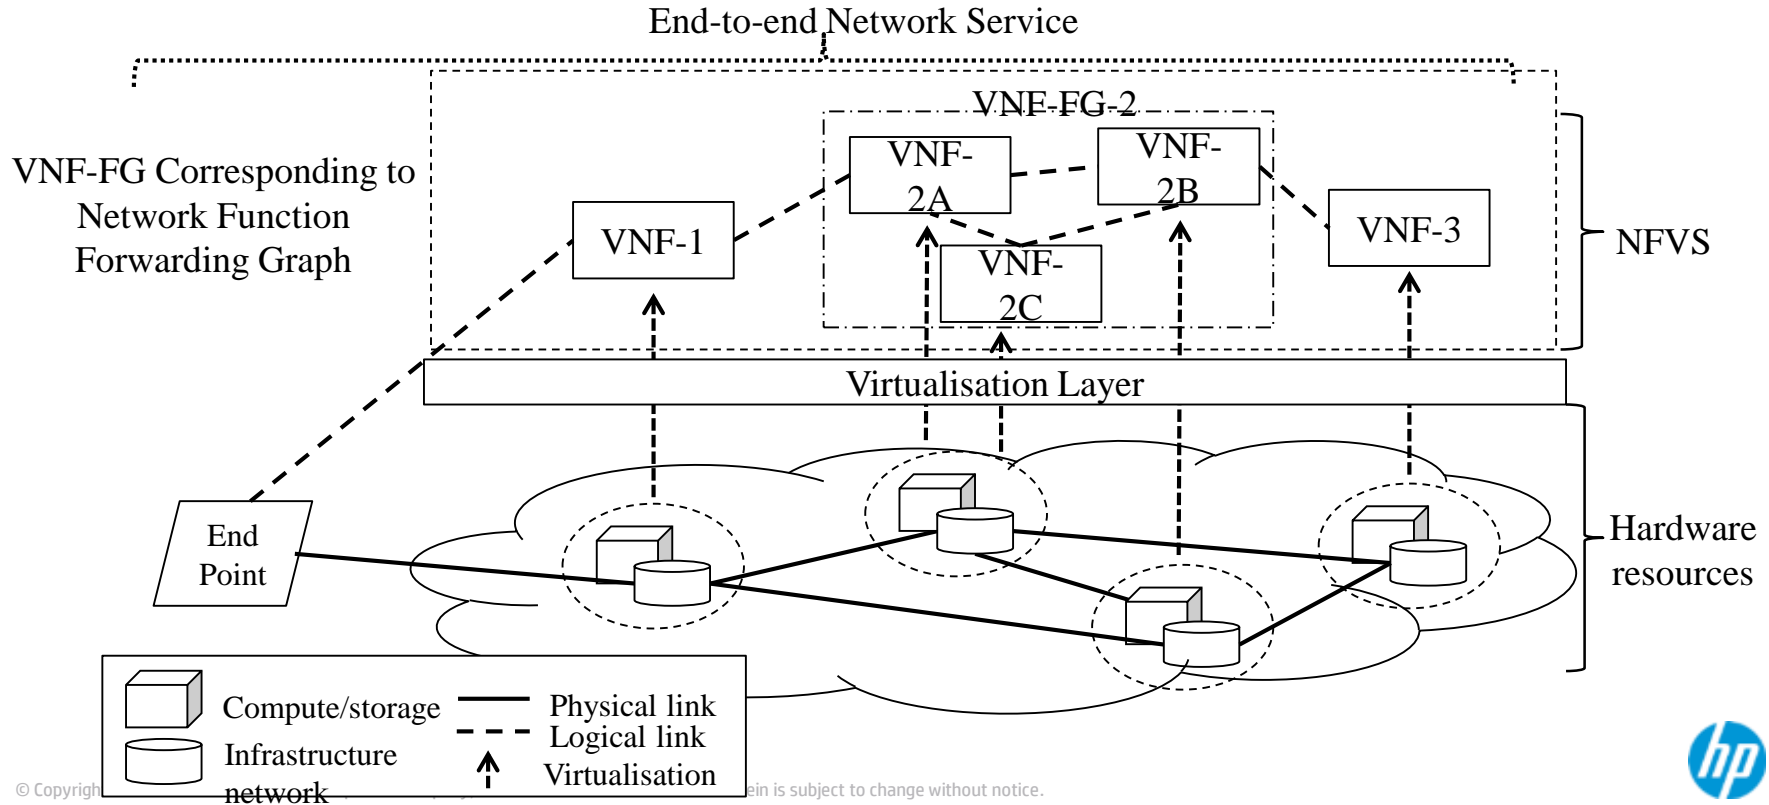 End-to-end Network Service
VNF-FG-2
VNF-FG Corresponding to
Network Function
Forwarding Graph
VNF-
2A
VNF-
2B
VNF-1
VNF-3
VNF-
2C
NFVS
Virtualisation Layer
End
Point
Hardware
resources
Compute/storage
Physical link
Logical link
Infrastructure
network
Virtualisation
© Copyrigh
ein is subject to change without notice.
hp